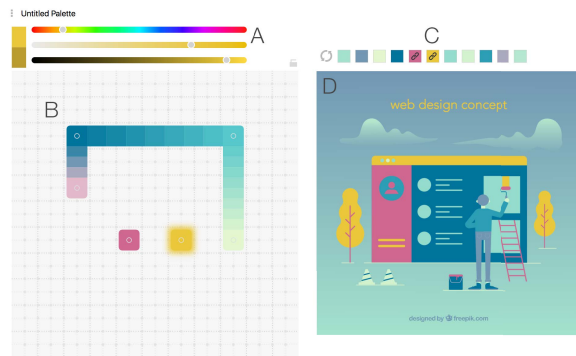 Untitled Palette
A
B
C
D
web design concept
designed by freepik.com